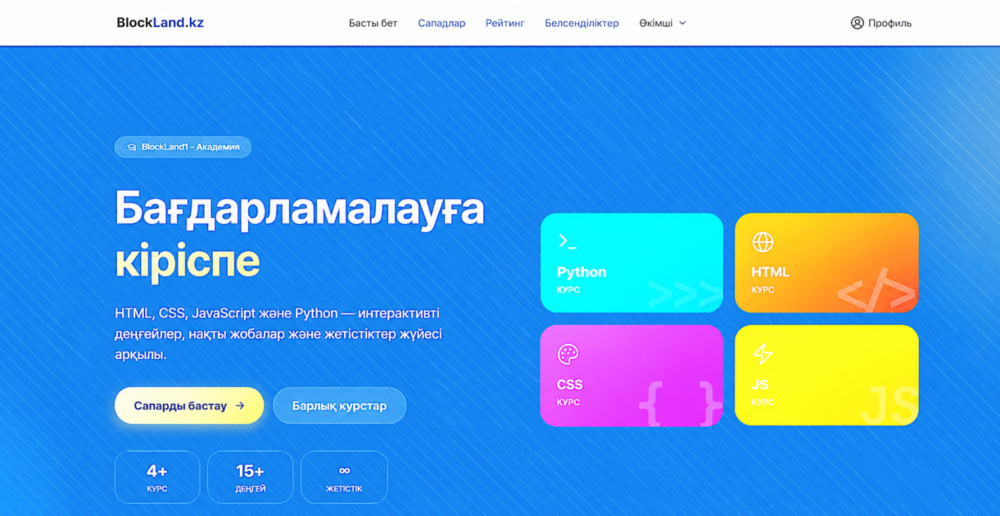 BlockLand.kz
Басты бет
Сападлар
Рейтинг
Белсенділіктер
Әкімші
Профиль
BlockLand1 - Академия
Бағдарламалауға
кіріспе
HTML, CSS, JavaScript және Python — интерактивті
деңгейлер, нақты жобалар және жетістіктер жүйесі
арқылы.
Сапарды бастау →
Барлық курстар
4+
КУРС
15+
ДЕҢГЕЙ
∞
ЖЕТІСТІК
>_
Python
КУРС
>>>
HTML
КУРС
</>
CSS
КУРС
{ }
JS
КУРС
JS